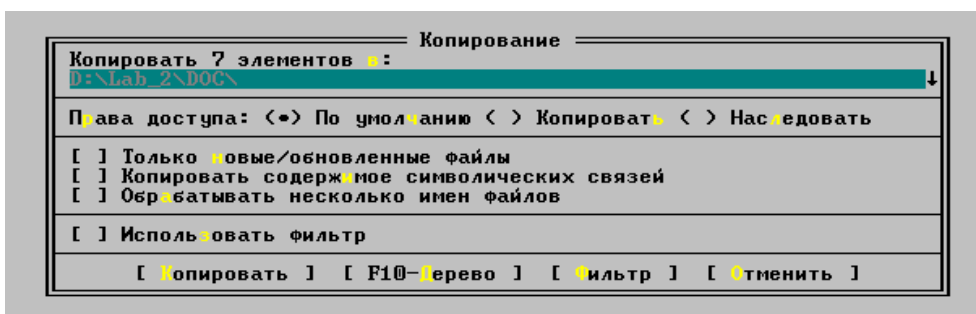 Копирование
Копировать 7 элементов в:
D:\Lab_2\DOC\ ↓
Права доступа: (•) По умолчанию ( ) Копировать ( ) Наследовать
[ ] Только новые/обновленные файлы
[ ] Копировать содержимое символических связей
[ ] Обрабатывать несколько имен файлов
[ ] Использовать фильтр
[ Копировать ] [ F10-Дерево ] [ Фильтр ] [ Отменить ]